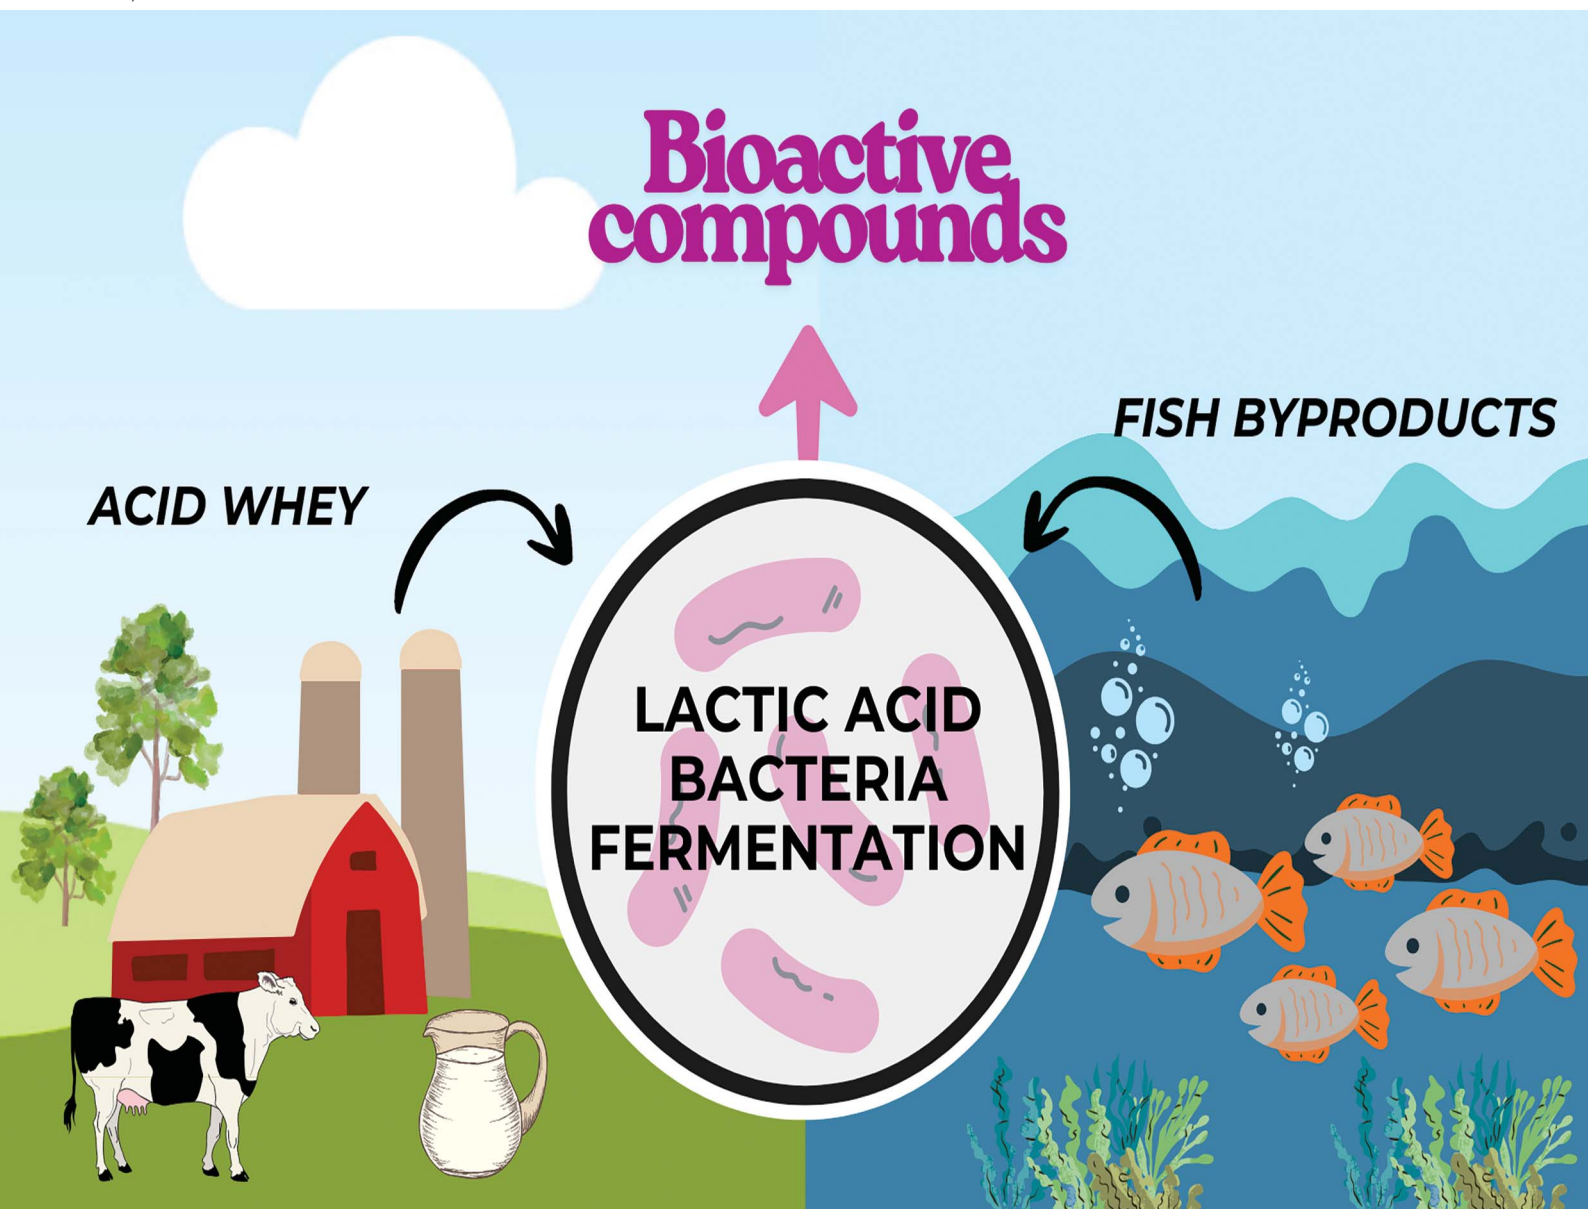 Bioactive
compounds
FISH BYPRODUCTS
ACID WHEY
LACTIC ACID
BACTERIA
FERMENTATION